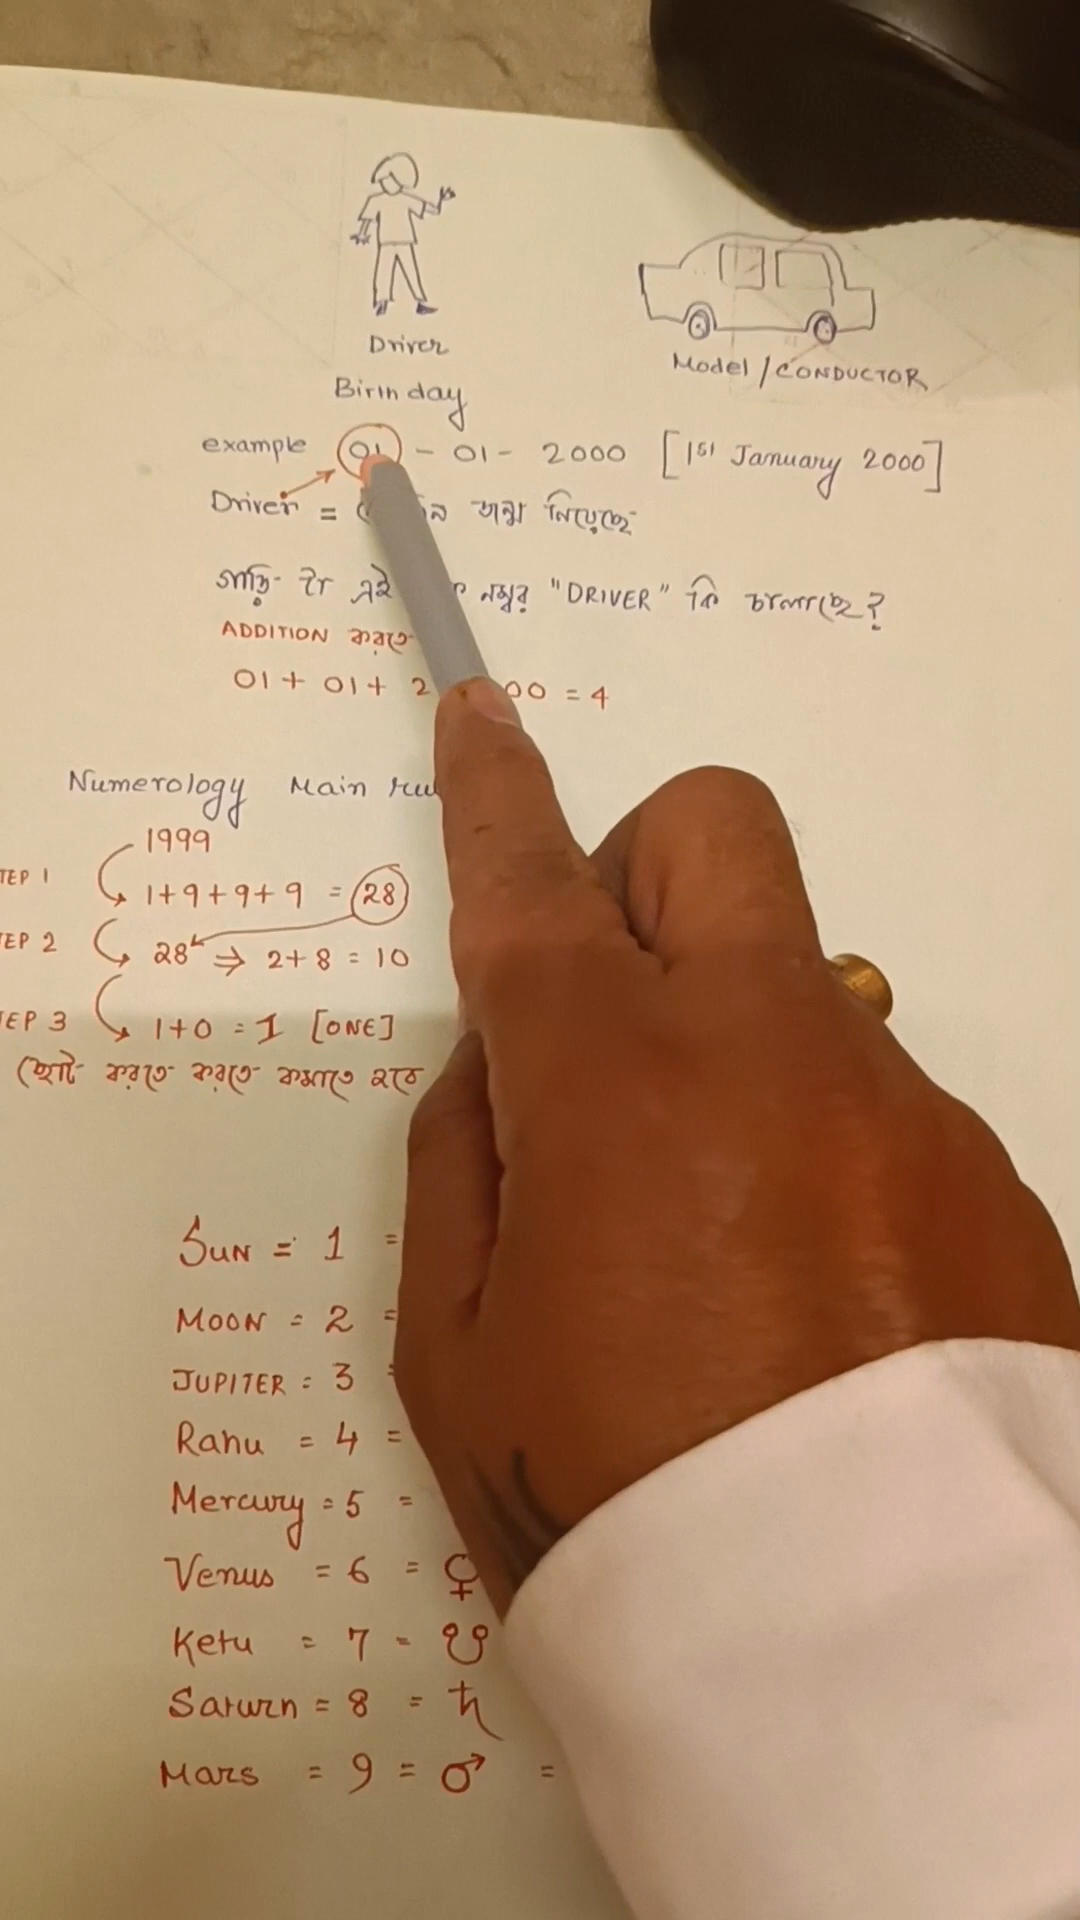 Driver
Model / CONDUCTOR
Birthday
example 01 - 01 - 2000 [1st January 2000]
Driver = জন্ম নিয়েছে
গাড়ি- টা এই নম্বর "DRIVER" কি চালাচ্ছে?
ADDITION করতে
01 + 01 + 2 00 = 4
Numerology Main
1999
TEP 1 1+9+9+9 = 28
TEP 2 28 ⇒ 2+8 = 10
TEP 3 1+0 = 1 [ONE]
ছোট করতে করতে কমাতে হবে
SUN = 1 =
MOON = 2 =
JUPITER = 3
Rahu = 4 =
Mercury = 5 =
Venus = 6 = ♀
Ketu = 7 = ☋
Saturn = 8 = ♄
Mars = 9 = ♂ =